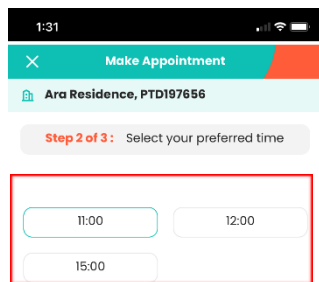 1:31
Make Appointment
Ara Residence, PTD197656
Step 2 of 3 : Select your preferred time
11:00 12:00
15:00